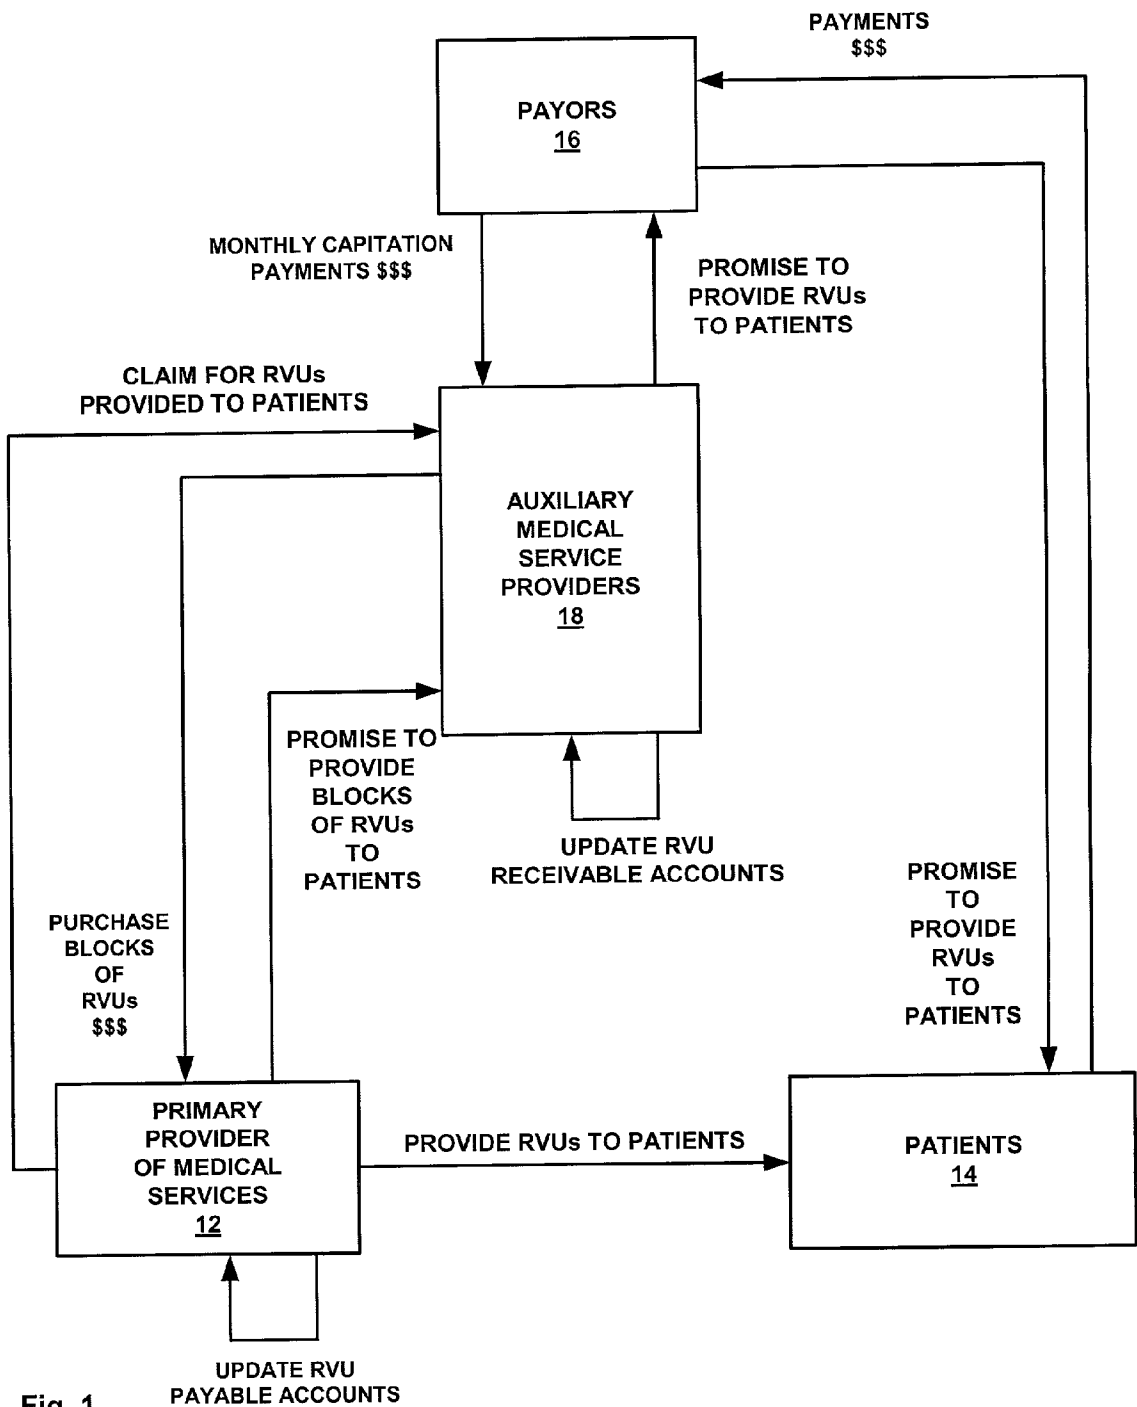 PAYMENTS
$$$
PAYORS
16
MONTHLY CAPITATION
PAYMENTS $$$
PROMISE TO
PROVIDE RVUs
TO PATIENTS
CLAIM FOR RVUs
PROVIDED TO PATIENTS
AUXILIARY
MEDICAL
SERVICE
PROVIDERS
18
PROMISE TO
PROVIDE
BLOCKS
OF RVUs
TO
PATIENTS
UPDATE RVU
RECEIVABLE ACCOUNTS
PROMISE
TO
PROVIDE
RVUs
TO
PATIENTS
PURCHASE
BLOCKS
OF
RVUs
$$$
PRIMARY
PROVIDER
OF MEDICAL
SERVICES
12
PROVIDE RVUs TO PATIENTS
PATIENTS
14
UPDATE RVU
PAYABLE ACCOUNTS
Fig. 1